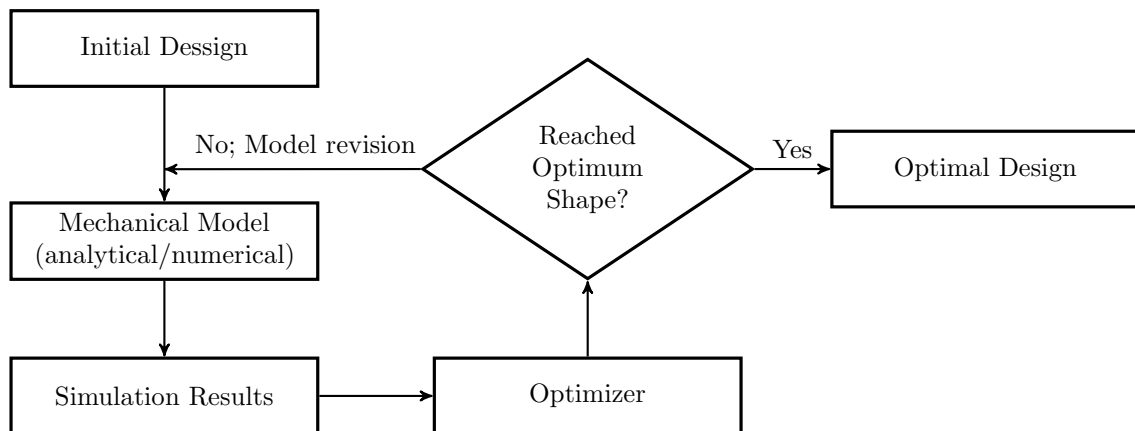 Initial Dessign
No; Model revision
Reached
Optimum
Shape?
Yes
Optimal Design
Mechanical Model
(analytical/numerical)
Simulation Results
Optimizer